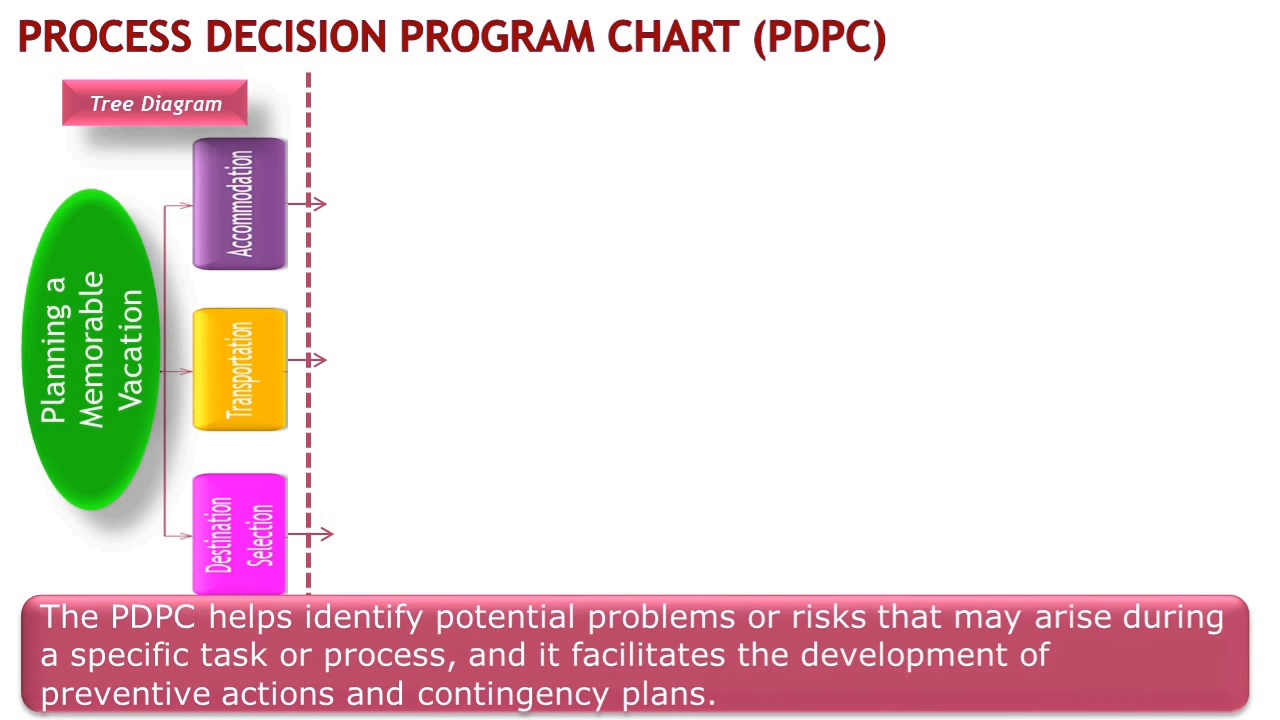 PROCESS DECISION PROGRAM CHART (PDPC)
Tree Diagram
Planning a
Memorable
Vacation
Accommodation
Transportation
Destination
Selection
The PDPC helps identify potential problems or risks that may arise during
a specific task or process, and it facilitates the development of
preventive actions and contingency plans.